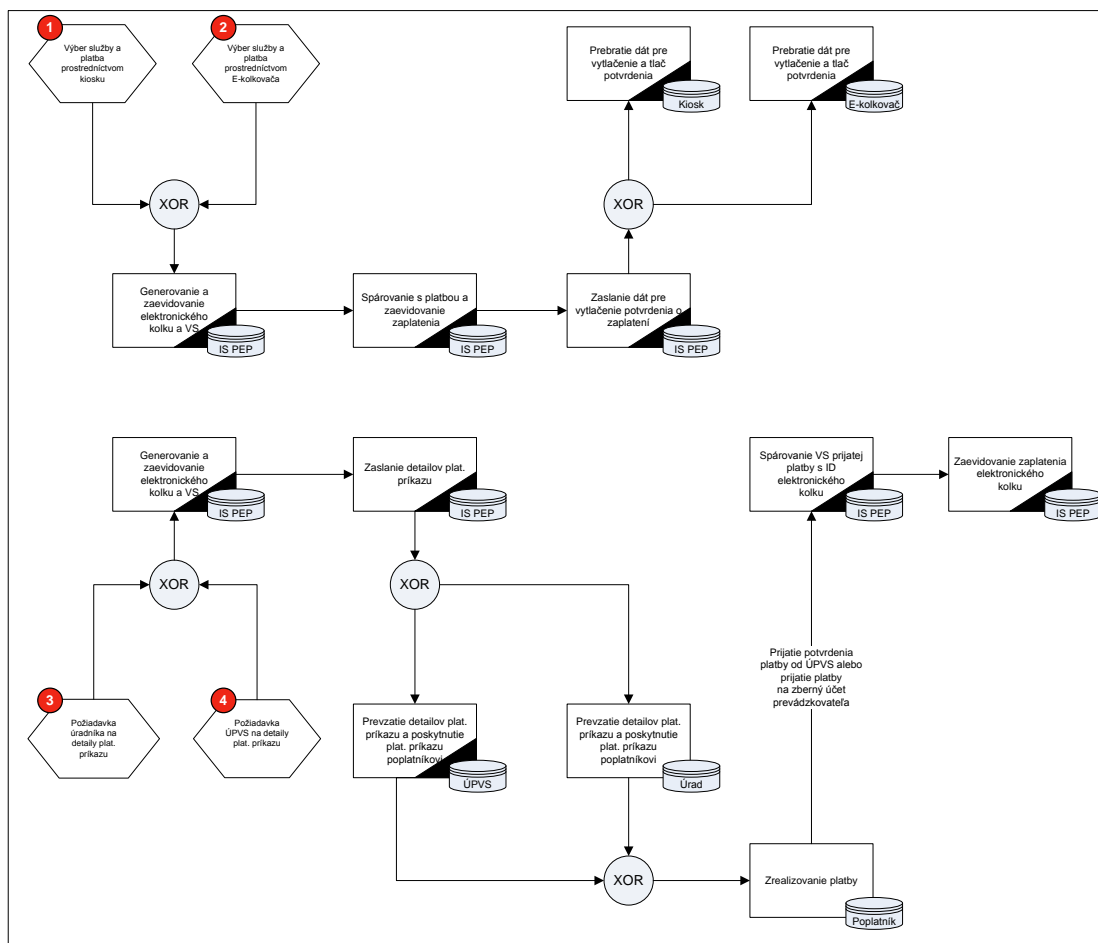 1
Výber služby a
platba
prostredníctvom
kiosku
2
Výber služby a
platba
prostredníctvom
E-kolkovača
Prebratie dát pre
vytlačenie a tlač
potvrdenia
Kiosk
Prebratie dát pre
vytlačenie a tlač
potvrdenia
E-kolkovač
XOR
XOR
Generovanie a
zaevidovanie
elektronického
kolku a VS
IS PEP
Spárovanie s platbou a
zaevidovanie
zaplatenia
IS PEP
Zaslanie dát pre
vytlačenie potvrdenia o
zaplatení
IS PEP
Generovanie a
zaevidovanie
elektronického
kolku a VS
IS PEP
Zaslanie detailov plat.
príkazu
IS PEP
Spárovanie VS prijatej
platby s ID
elektronického
kolku
IS PEP
Zaevidovanie zaplatenia
elektronického
kolku
IS PEP
XOR
XOR
3
Požiadavka
úradníka na
detaily plat.
príkazu
4
Požiadavka
ÚPVS na detaily
plat. príkazu
Prijatie potvrdenia
platby od ÚPVS alebo
prijatie platby
na zberný účet
prevádzkovateľa
Prevzatie detailov plat.
príkazu a poskytnutie
plat. príkazu
poplatníkovi
ÚPVS
Prevzatie detailov plat.
príkazu a poskytnutie
plat. príkazu
poplatníkovi
Úrad
XOR
Zrealizovanie platby
Poplatník